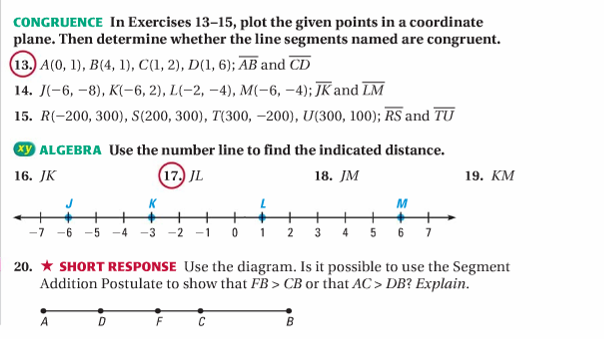 CONGRUENCE In Exercises 13–15, plot the given points in a coordinate
plane. Then determine whether the line segments named are congruent.
13. A(0, 1), B(4, 1), C(1, 2), D(1, 6); AB and CD
14. J(−6, −8), K(−6, 2), L(−2, −4), M(−6, −4); JK and LM
15. R(−200, 300), S(200, 300), T(300, −200), U(300, 100); RS and TU
xy ALGEBRA Use the number line to find the indicated distance.
16. JK 17. JL 18. JM 19. KM
J K L M
−7 −6 −5 −4 −3 −2 −1 0 1 2 3 4 5 6 7
20. ★ SHORT RESPONSE Use the diagram. Is it possible to use the Segment
Addition Postulate to show that FB > CB or that AC > DB? Explain.
A D F C B